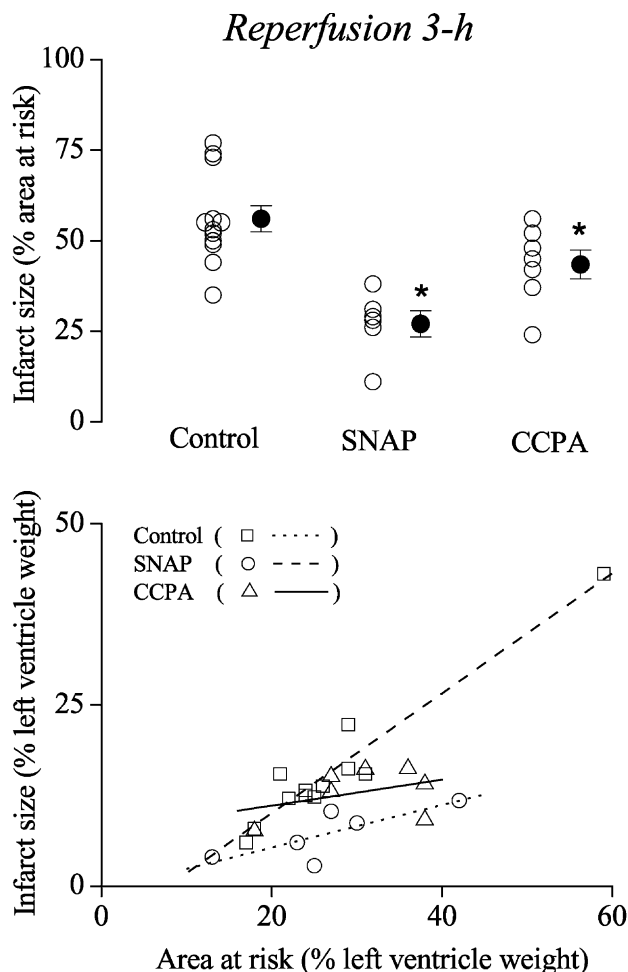 Reperfusion 3-h
Infarct size (% area at risk)
100
75
50
25
0
*
*
Control SNAP CCPA
Infarct size (% left ventricle weight)
50
25
0
Control ( )
SNAP ( )
CCPA ( )
0 20 40 60
Area at risk (% left ventricle weight)